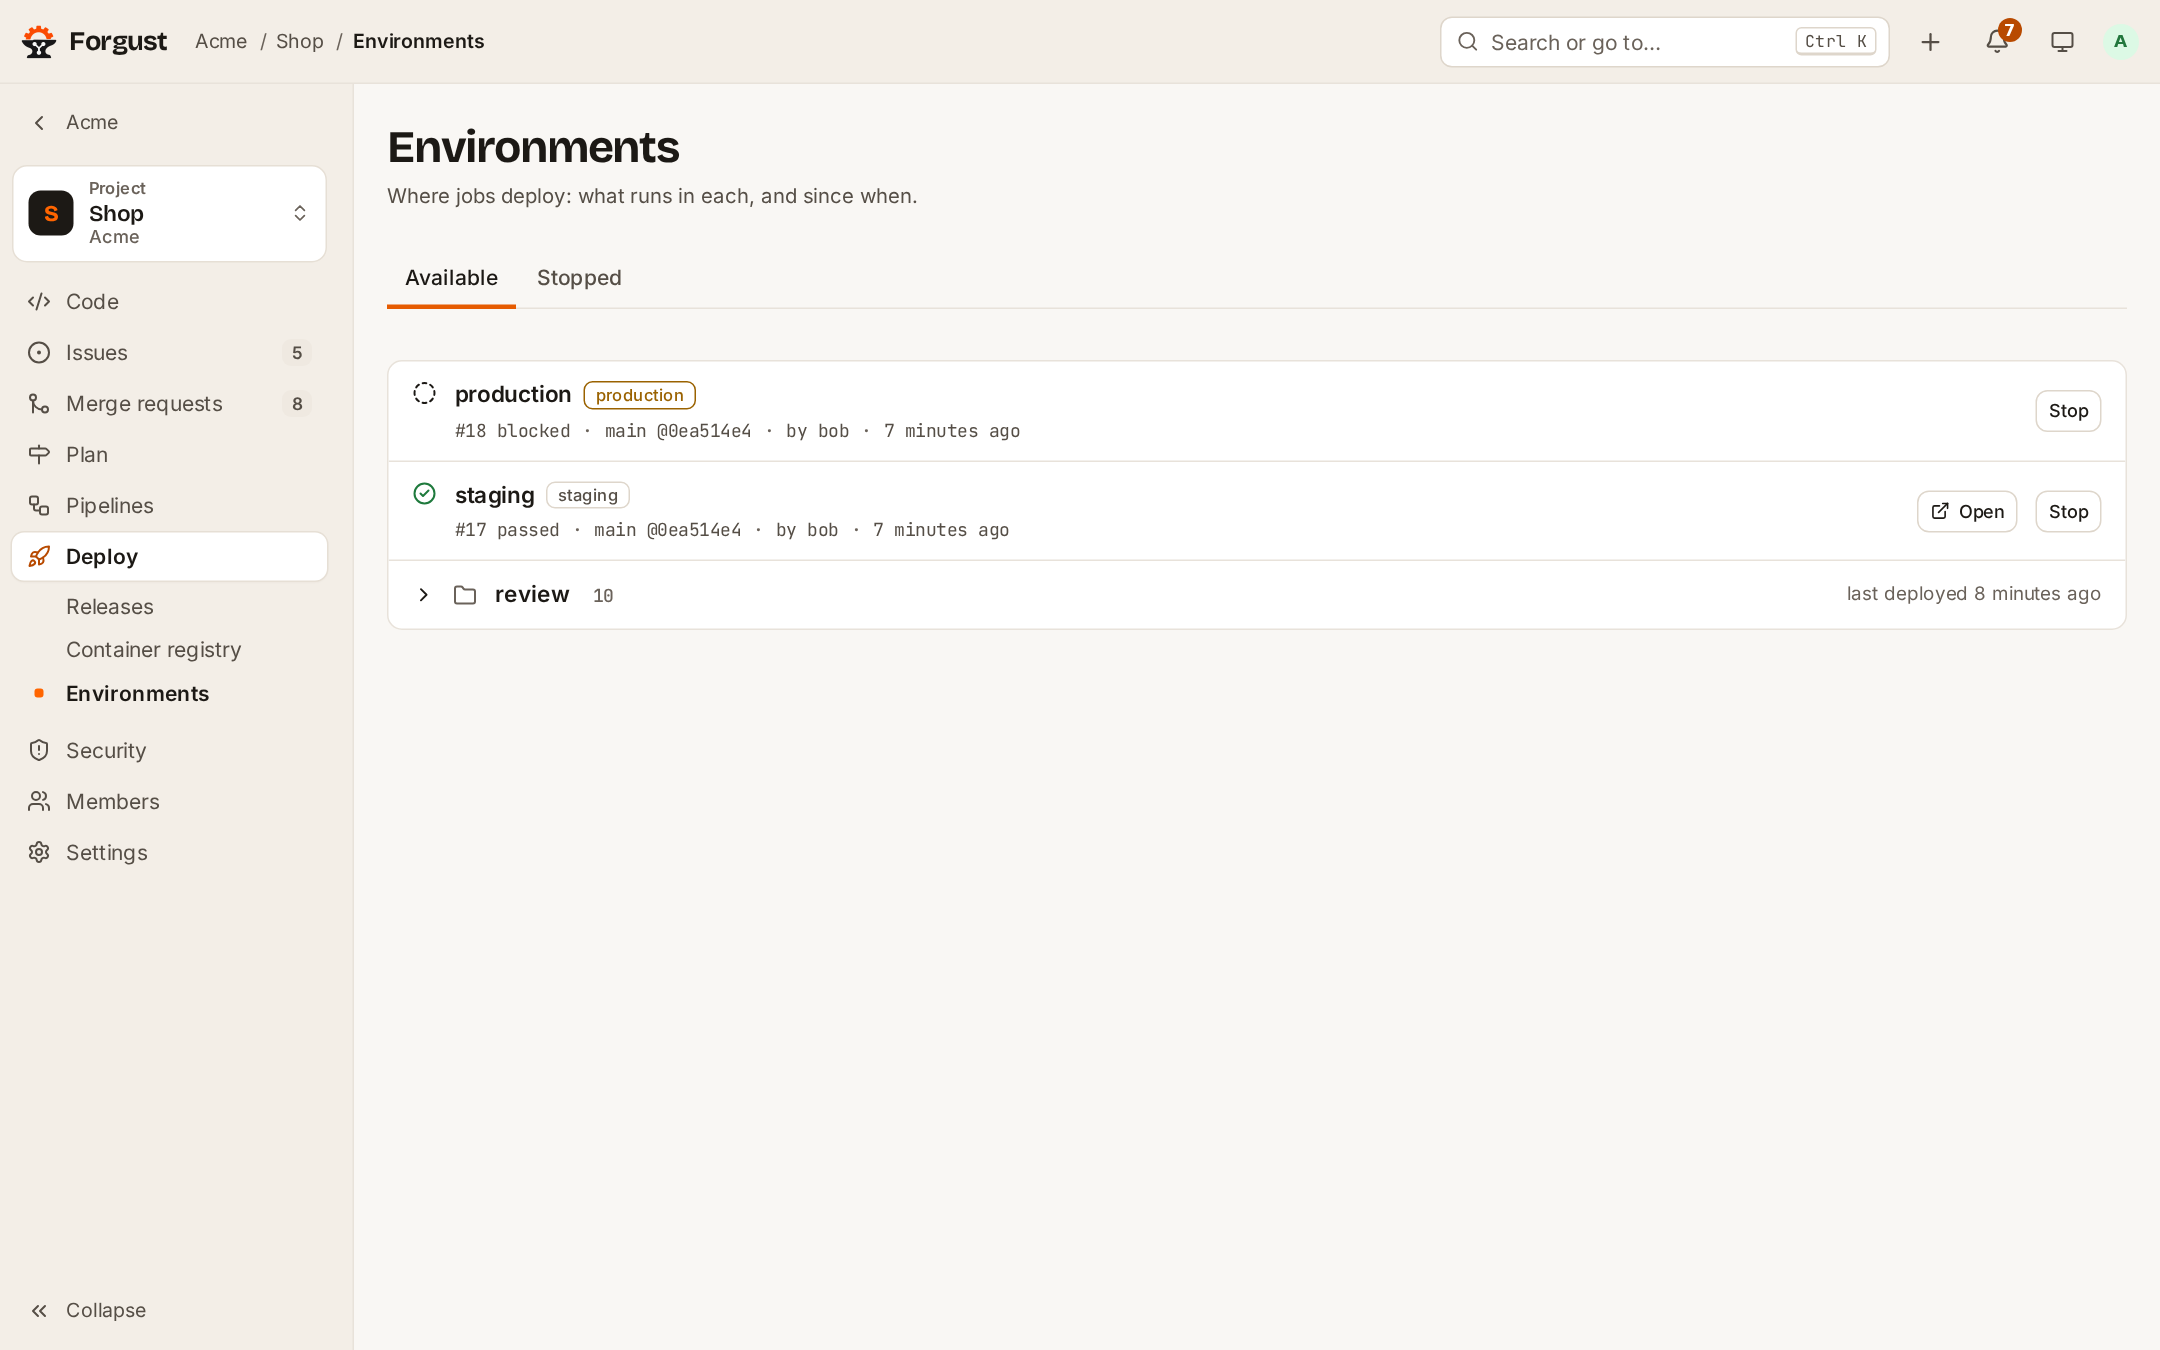 Forgust
Acme / Shop / Environments
Search or go to...
Ctrl K
7
A
Acme
Project
S
Shop
Acme
Code
Issues 5
Merge requests 8
Plan
Pipelines
Deploy
Releases
Container registry
Environments
Security
Members
Settings
Collapse
Environments
Where jobs deploy: what runs in each, and since when.
Available Stopped
production production
#18 blocked · main @0ea514e4 · by bob · 7 minutes ago
Stop
staging staging
#17 passed · main @0ea514e4 · by bob · 7 minutes ago
Open Stop
review 10
last deployed 8 minutes ago